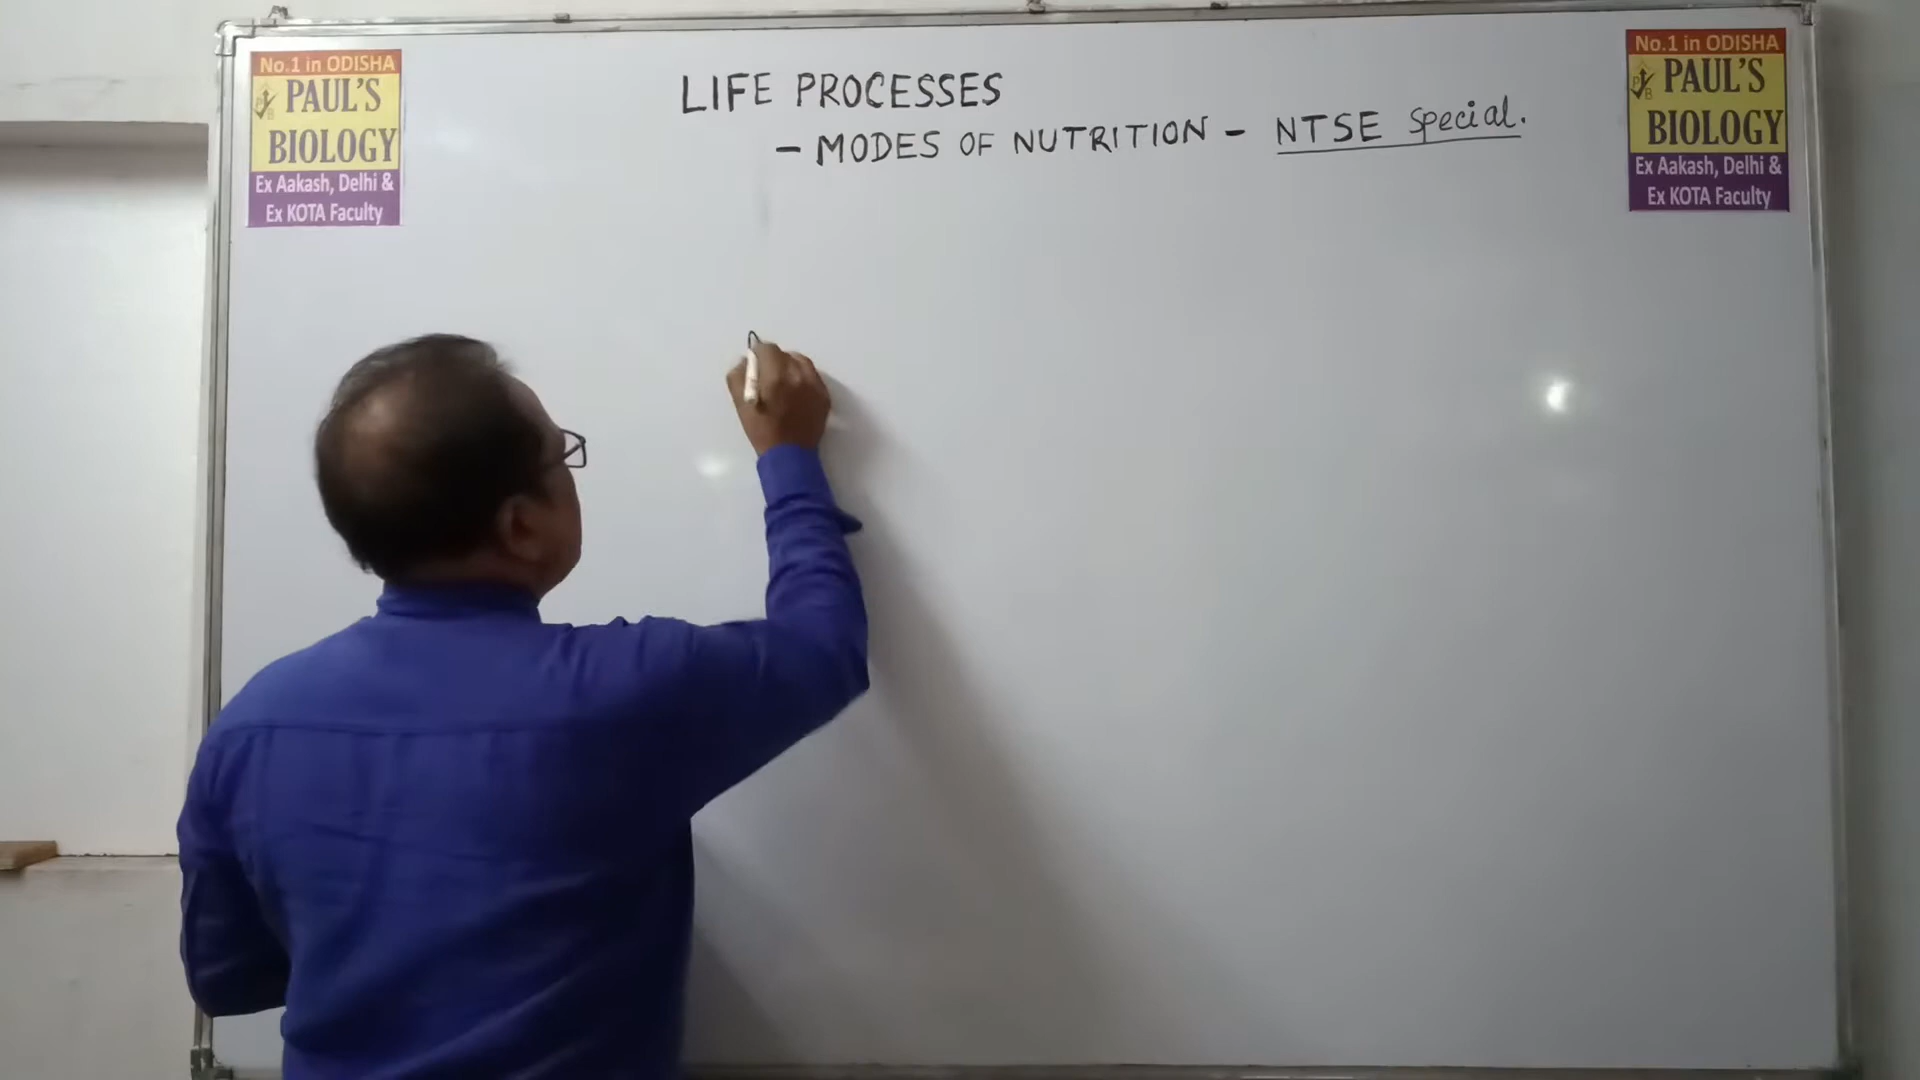 No.1 in ODISHA
PAUL'S
BIOLOGY
Ex Aakash, Delhi &
Ex KOTA Faculty
LIFE PROCESSES
- MODES OF NUTRITION - NTSE Special.
No.1 in ODISHA
PAUL'S
BIOLOGY
Ex Aakash, Delhi &
Ex KOTA Faculty